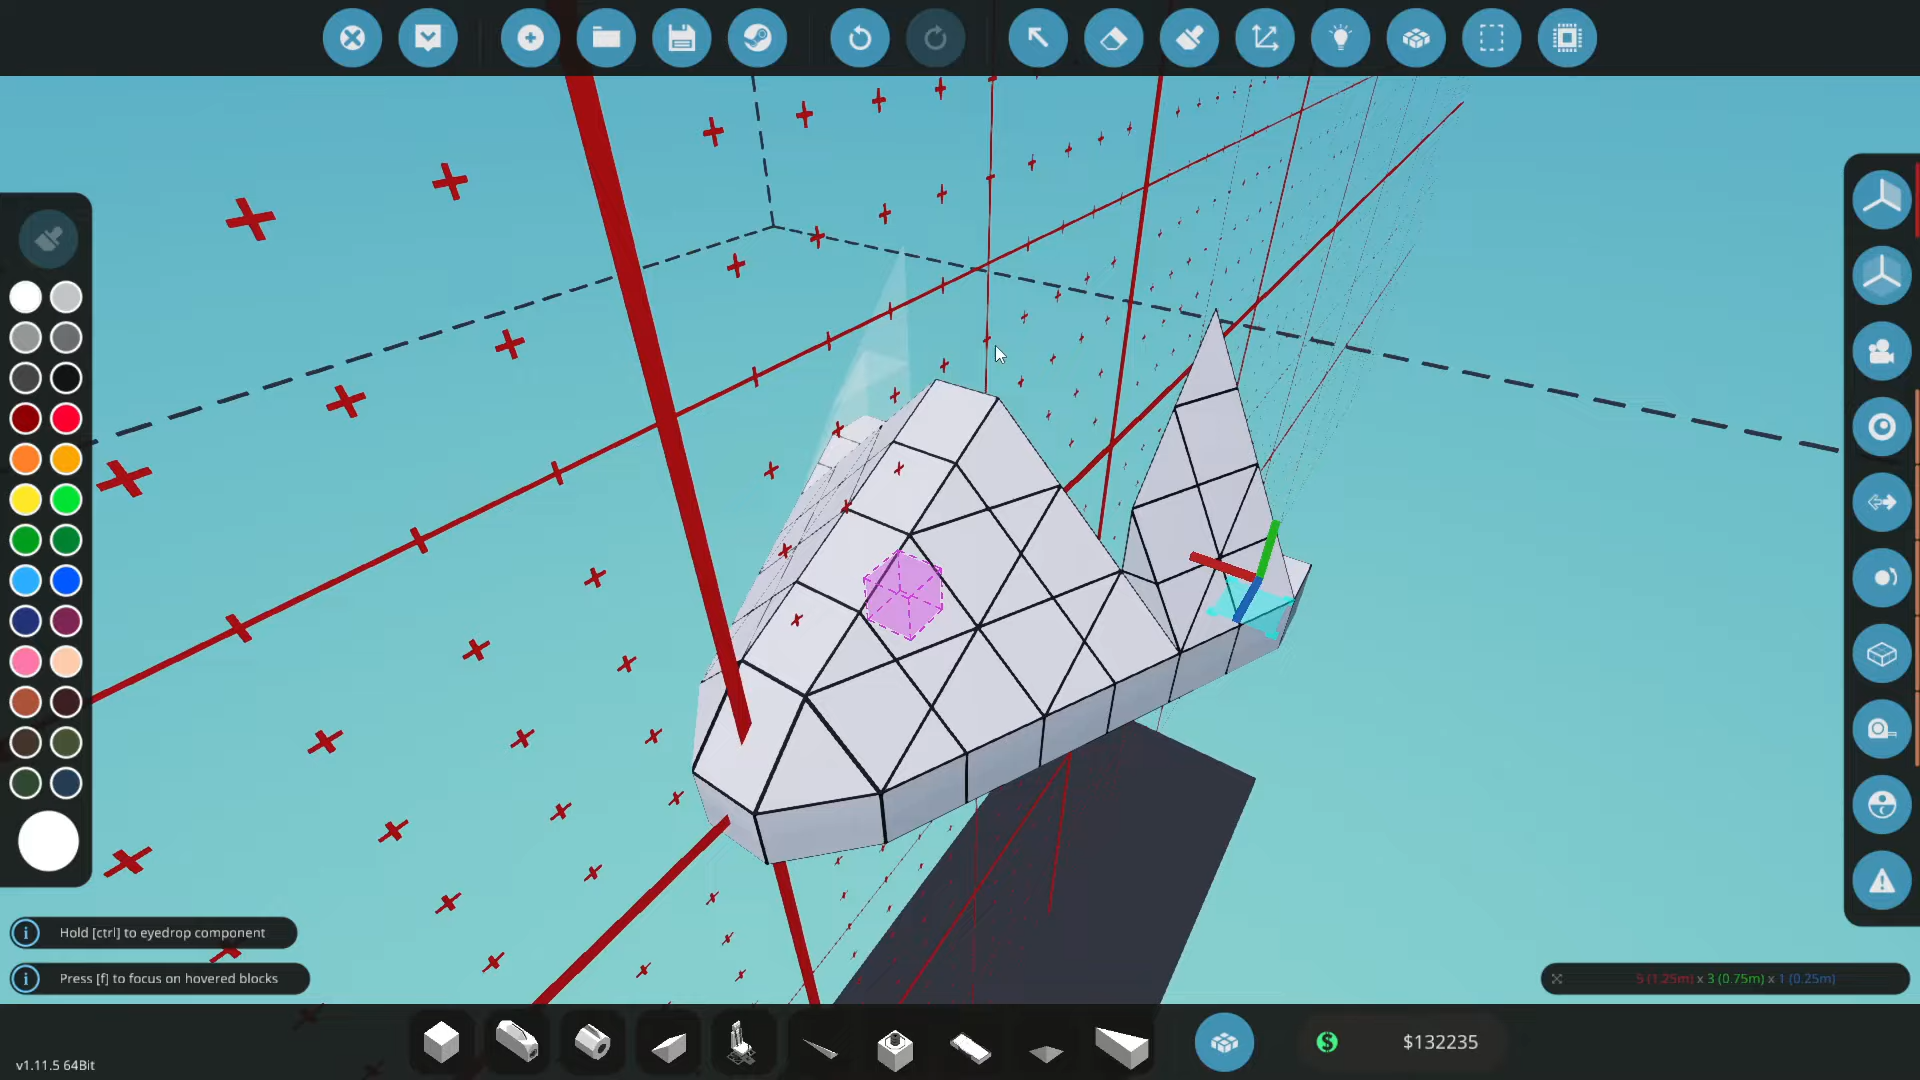 Hold [ctrl] to eyedrop component
Press [f] to focus on hovered blocks
5 (1.25m) x 3 (0.75m) x 1 (0.25m)
$132235
v1.11.5 64Bit